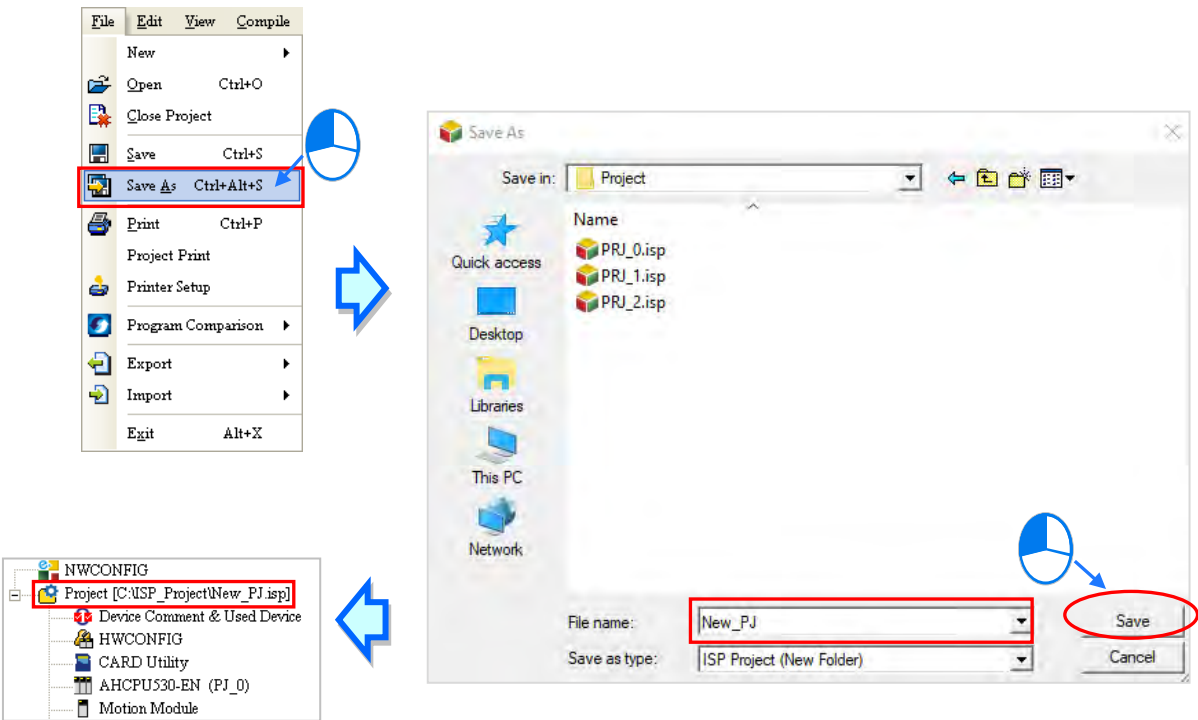 File Edit View Compile
New
Open Ctrl+O
Close Project
Save Ctrl+S
Save As Ctrl+Alt+S
Print Ctrl+P
Project Print
Printer Setup
Program Comparison
Export
Import
Exit Alt+X
Save As
Save in: Project
Name
PRJ_0.isp
PRJ_1.isp
PRJ_2.isp
Quick access
Desktop
Libraries
This PC
Network
File name: New_PJ Save
Save as type: ISP Project (New Folder) Cancel
NWCONFIG
Project [C:\ISP_Project\New_PJ.isp]
Device Comment & Used Device
HWCONFIG
CARD Utility
AHCPU530-EN (PJ_0)
Motion Module